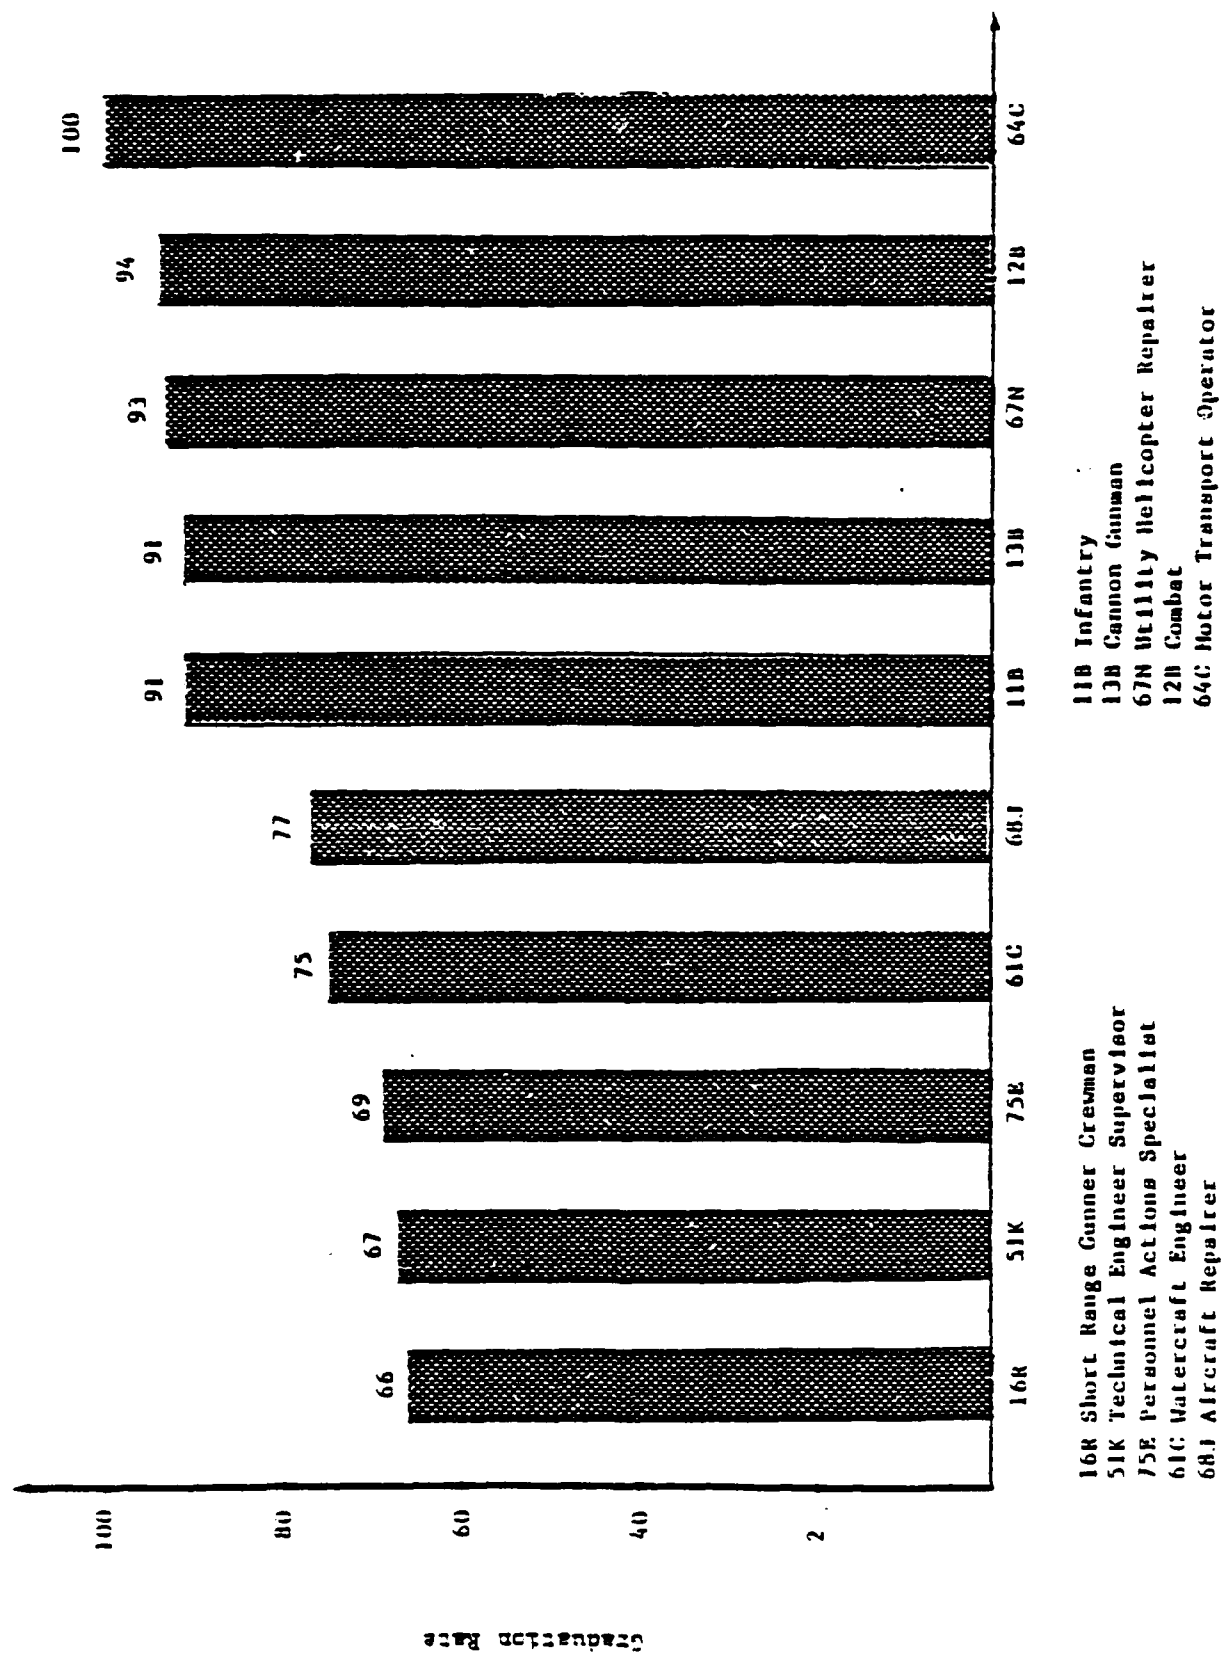 Graduation Rate
100
80
60
40
2
66
67
69
75
77
91
91
93
94
100
16R
51K
75E
61C
68J
11B
13B
67N
12B
64C
16R Short Range Gunner Crewman
51K Technical Engineer Supervisor
75E Personnel Actions Specialist
61C Watercraft Engineer
68J Aircraft Repairer
11B Infantry
13B Cannon Gunman
67N Utility Helicopter Repairer
12B Combat
64C Motor Transport Operator